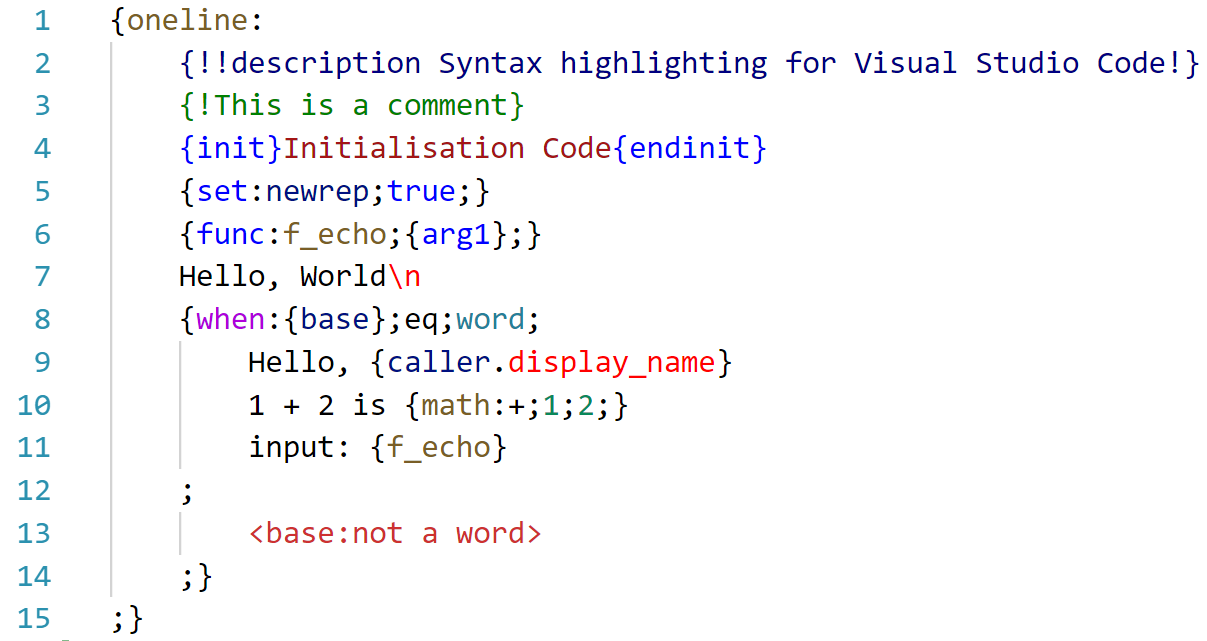 1 {oneline:
2 {!!description Syntax highlighting for Visual Studio Code!}
3 {!This is a comment}
4 {init}Initialisation Code{endinit}
5 {set:newrep;true;}
6 {func:f_echo;{arg1};}
7 Hello, World\n
8 {when:{base};eq;word;
9 Hello, {caller.display_name}
10 1 + 2 is {math:+;1;2;}
11 input: {f_echo}
12 ;
13 <base:not a word>
14 ;}
15 ;}